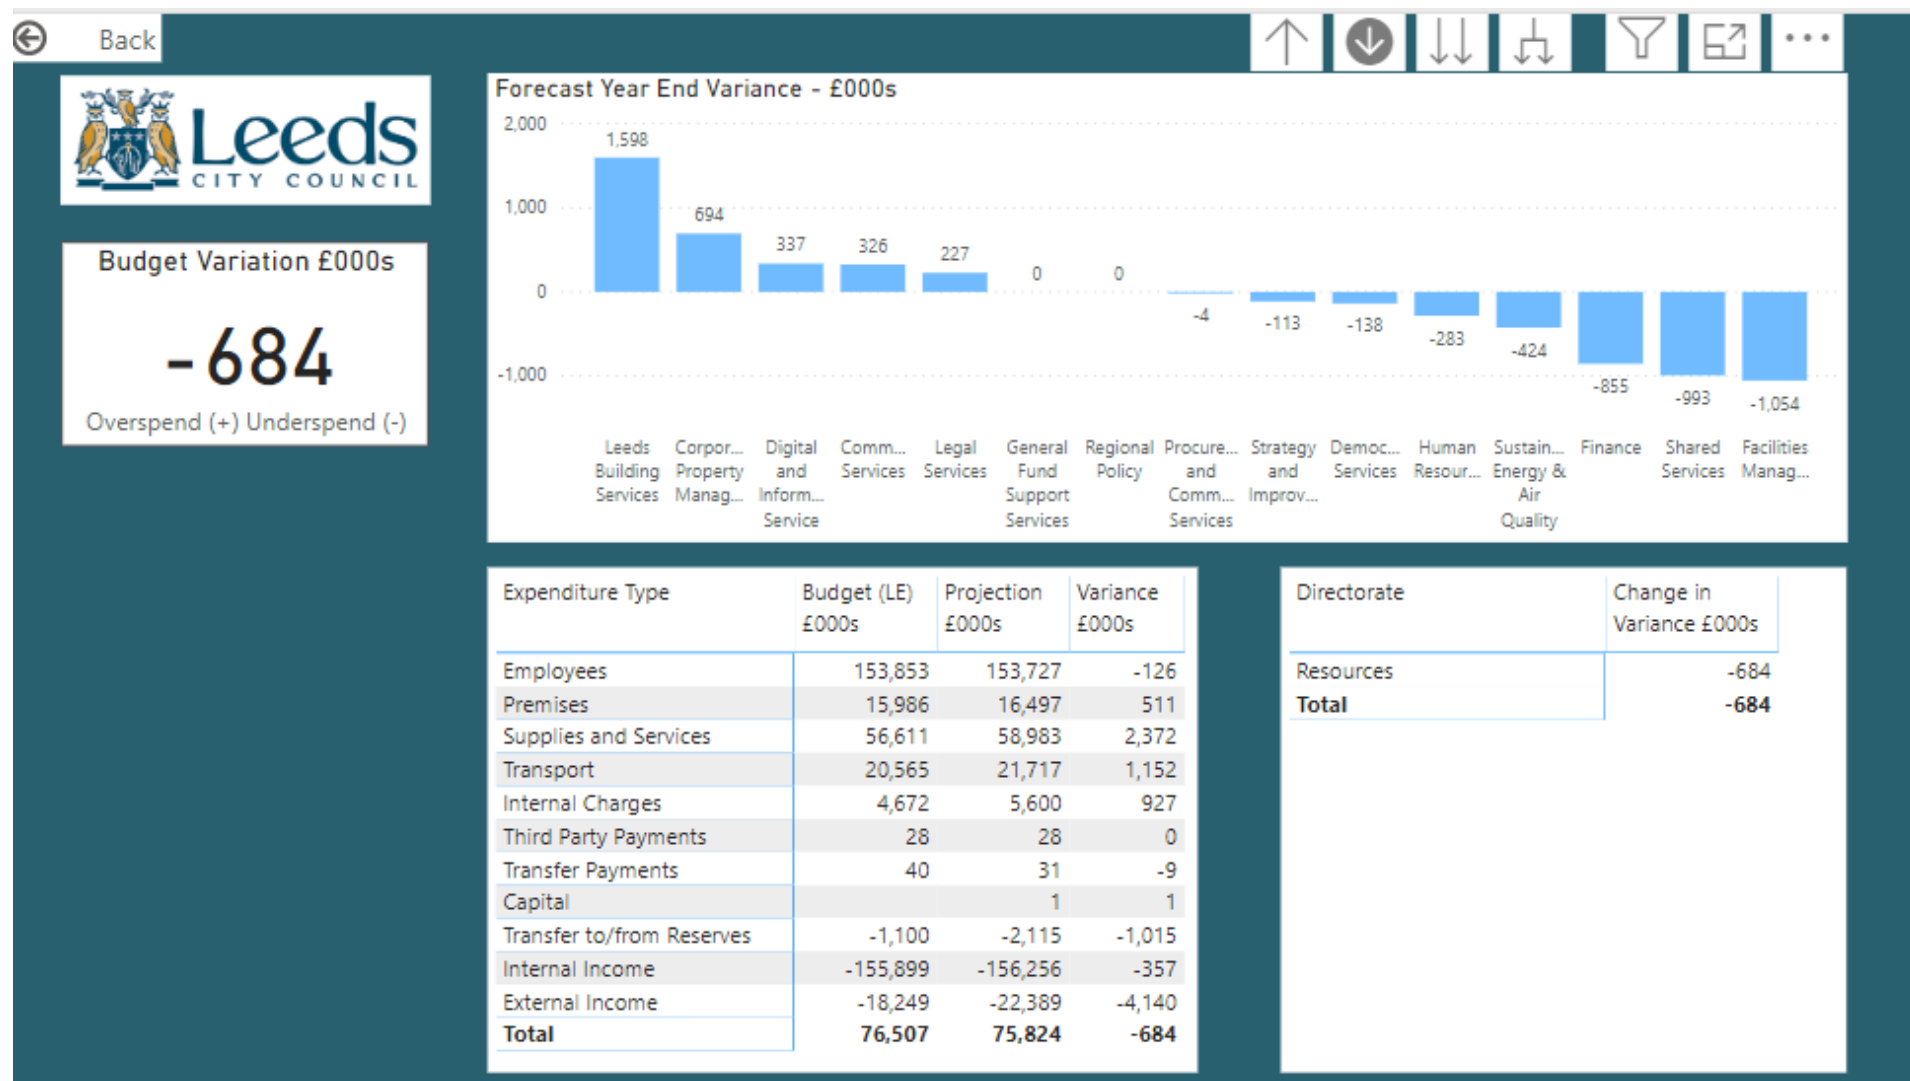 Back
Leeds
CITY COUNCIL
Budget Variation £000s
-684
Overspend (+) Underspend (-)
Forecast Year End Variance - £000s
2,000
1,000
0
-1,000
1,598
694
337
326
227
0
0
-4
-113
-138
-283
-424
-855
-993
-1,054
Leeds Building Services
Corpor... Property Manag...
Digital and Inform... Service
Comm... Services
Legal Services
General Fund Support Services
Regional Policy
Procure... and Comm... Services
Strategy and Improv...
Democ... Services
Human Resour...
Sustain... Energy & Air Quality
Finance
Shared Services
Facilities Manag...
Expenditure Type Budget (LE) £000s Projection £000s Variance £000s
Employees 153,853 153,727 -126
Premises 15,986 16,497 511
Supplies and Services 56,611 58,983 2,372
Transport 20,565 21,717 1,152
Internal Charges 4,672 5,600 927
Third Party Payments 28 28 0
Transfer Payments 40 31 -9
Capital 1 1
Transfer to/from Reserves -1,100 -2,115 -1,015
Internal Income -155,899 -156,256 -357
External Income -18,249 -22,389 -4,140
Total 76,507 75,824 -684
Directorate Change in Variance £000s
Resources -684
Total -684